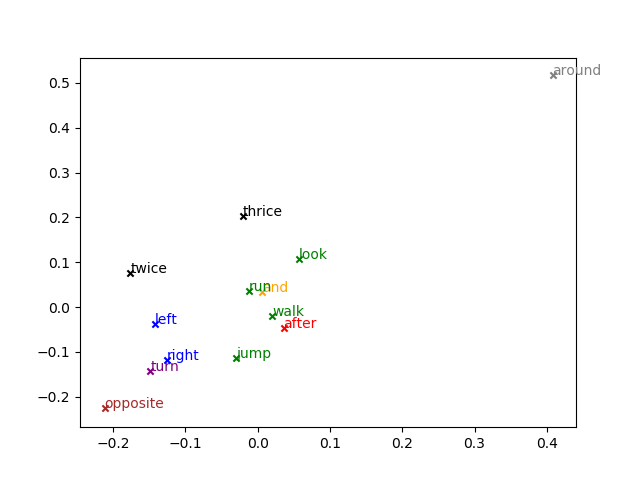 around
0.5
0.4
0.3
thrice
0.2
look
twice
0.1
run
and
walk
0.0
left
after
right
jump
−0.1
turn
opposite
−0.2
−0.2
−0.1
0.0
0.1
0.2
0.3
0.4